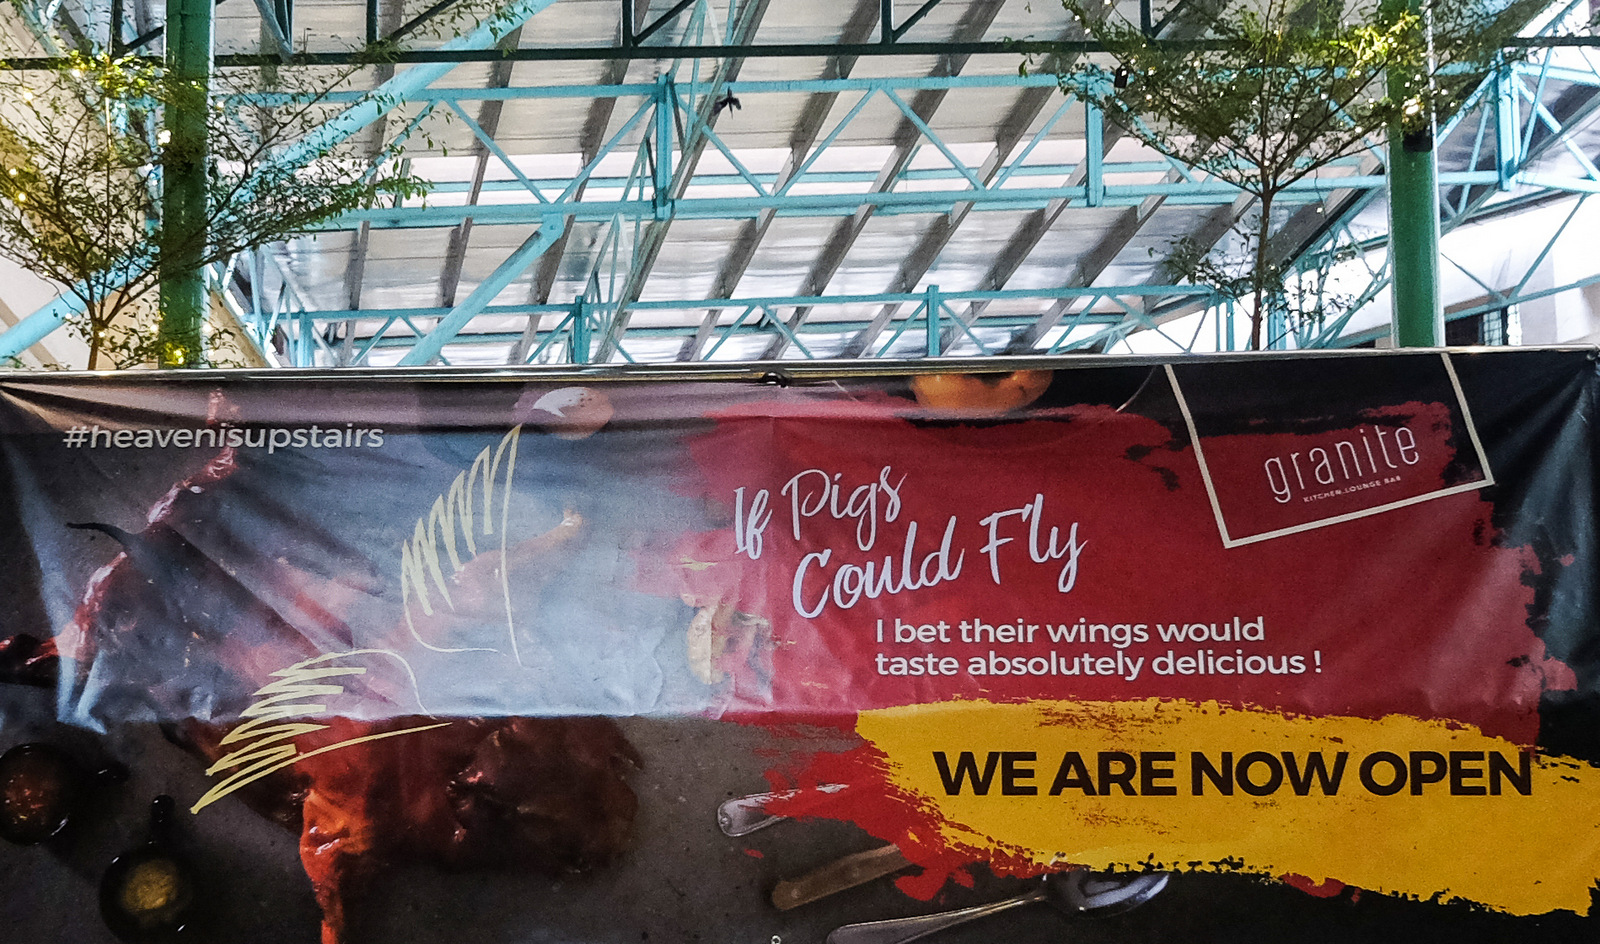 #heavenisupstairs
granite
KITCHEN.LOUNGE BAR
If Pigs
Could Fly
I bet their wings would
taste absolutely delicious !
WE ARE NOW OPEN